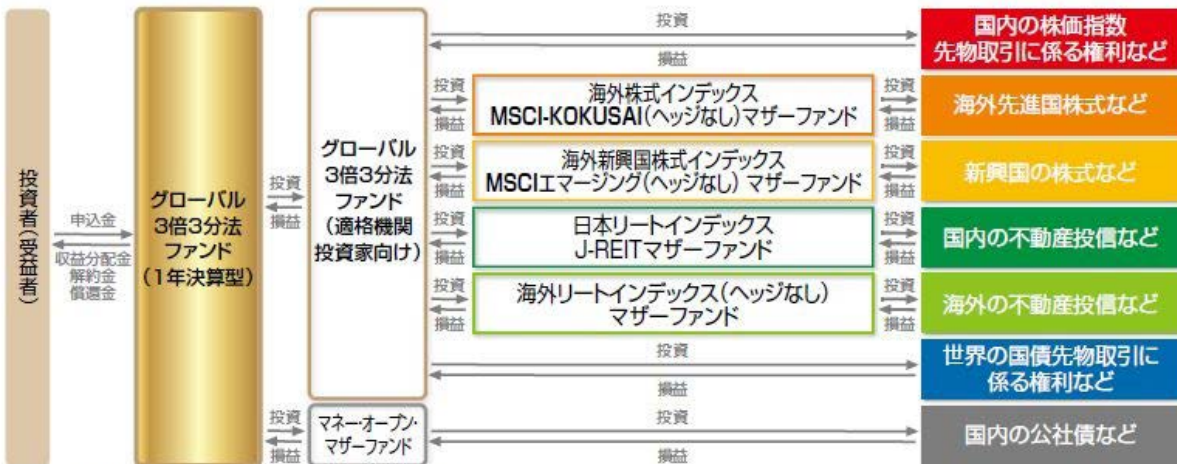 投資者（受益者）
申込金
収益分配金
解約金
償還金
グローバル
3倍3分法
ファンド
（1年決算型）
投資
損益
グローバル
3倍3分法
ファンド
（適格機関
投資家向け）
投資
損益
国内の株価指数
先物取引に係る権利など
投資
損益
海外株式インデックス
MSCI-KOKUSAI（ヘッジなし）マザーファンド
投資
損益
海外先進国株式など
投資
損益
海外新興国株式インデックス
MSCIエマージング（ヘッジなし） マザーファンド
投資
損益
新興国の株式など
投資
損益
日本リートインデックス
J-REITマザーファンド
投資
損益
国内の不動産投信など
投資
損益
海外リートインデックス（ヘッジなし）
マザーファンド
投資
損益
海外の不動産投信など
投資
損益
世界の国債先物取引に
係る権利など
投資
損益
マネー・オープン・
マザーファンド
投資
損益
国内の公社債など